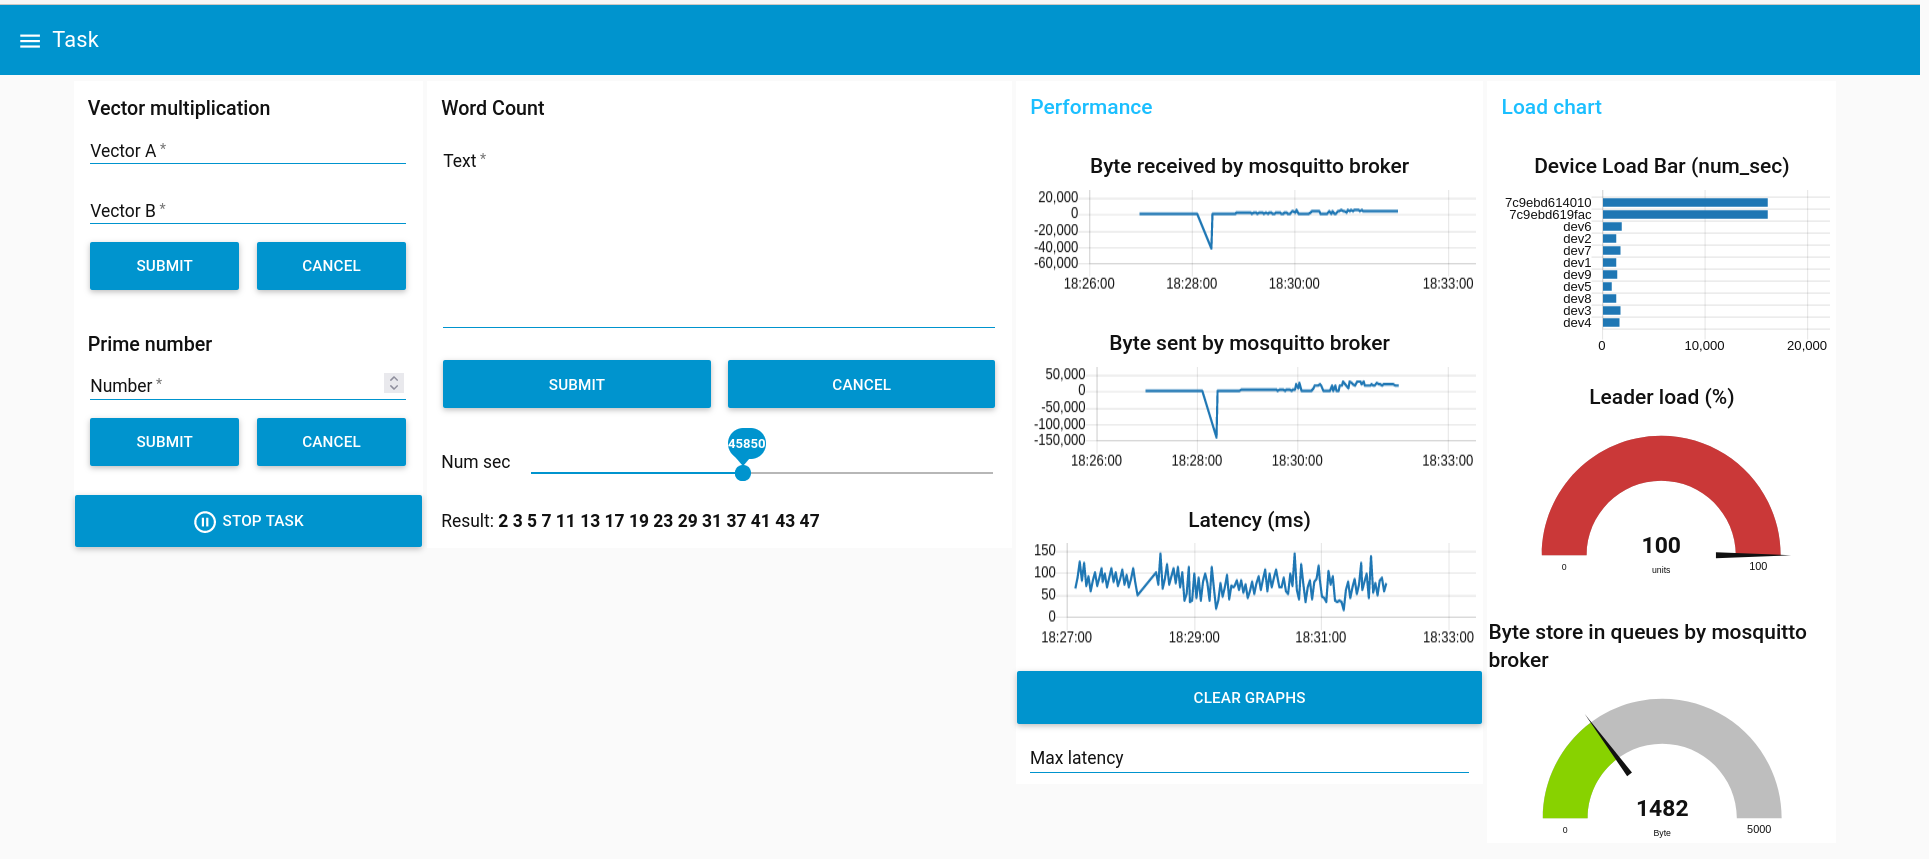 Task
Vector multiplication
Vector A *
Vector B *
SUBMIT CANCEL
Prime number
Number *
SUBMIT CANCEL
STOP TASK
Word Count
Text *
SUBMIT CANCEL
45850
Num sec
Result: 2 3 5 7 11 13 17 19 23 29 31 37 41 43 47
Performance
Byte received by mosquitto broker
20,000
0
-20,000
-40,000
-60,000
18:26:00 18:28:00 18:30:00 18:33:00
Byte sent by mosquitto broker
50,000
0
-50,000
-100,000
-150,000
18:26:00 18:28:00 18:30:00 18:33:00
Latency (ms)
150
100
50
0
18:27:00 18:29:00 18:31:00 18:33:00
CLEAR GRAPHS
Max latency
Load chart
Device Load Bar (num_sec)
7c9ebd614010
7c9ebd619fac
dev6
dev2
dev7
dev1
dev9
dev5
dev8
dev3
dev4
0 10,000 20,000
Leader load (%)
100
0 units 100
Byte store in queues by mosquitto
broker
1482
0 Byte 5000